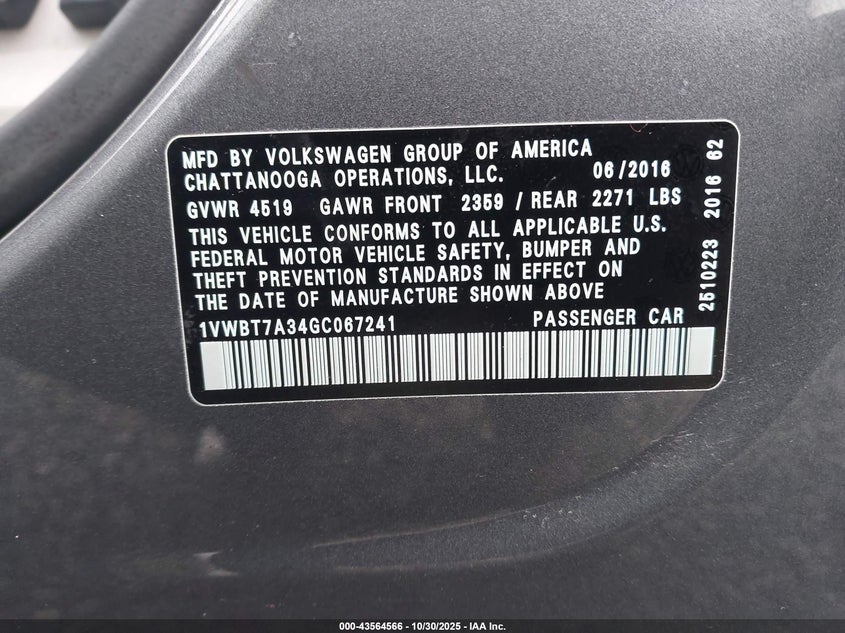 MFD BY VOLKSWAGEN GROUP OF AMERICA
CHATTANOOGA OPERATIONS, LLC. 06/2016
GVWR 4519 GAWR FRONT 2359 / REAR 2271 LBS
THIS VEHICLE CONFORMS TO ALL APPLICABLE U.S.
FEDERAL MOTOR VEHICLE SAFETY, BUMPER AND
THEFT PREVENTION STANDARDS IN EFFECT ON
THE DATE OF MANUFACTURE SHOWN ABOVE
1VWBT7A34GC067241 PASSENGER CAR
2510223 2016 62
000-43564566 - 10/30/2025 - IAA Inc.